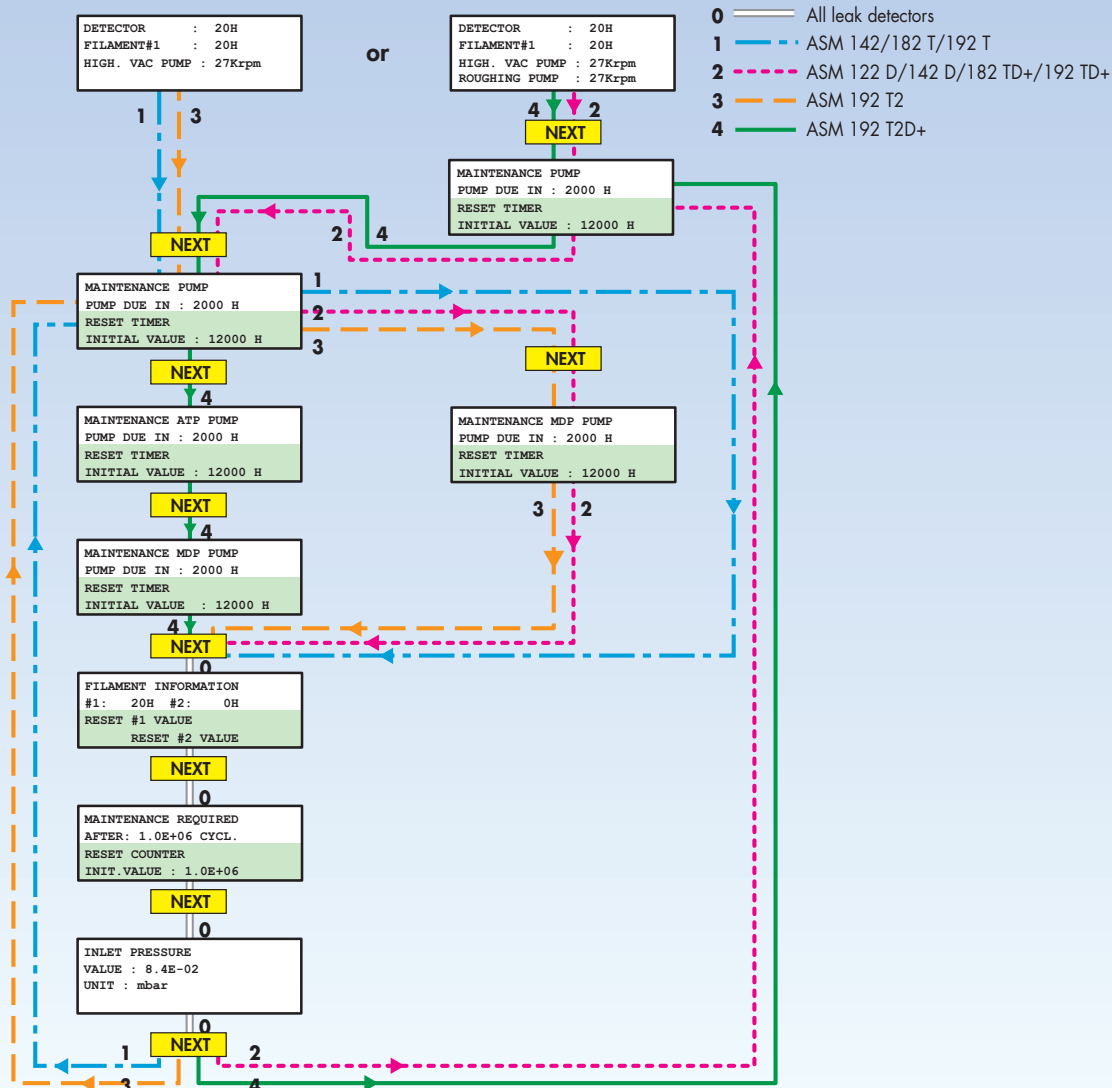 DETECTOR : 20H
FILAMENT#1 : 20H
HIGH. VAC PUMP : 27Krpm
or
DETECTOR : 20H
FILAMENT#1 : 20H
HIGH. VAC PUMP : 27Krpm
ROUGHING PUMP : 27Krpm
0 All leak detectors
1 ASM 142/182 T/192 T
2 ASM 122 D/142 D/182 TD+/192 TD+
3 ASM 192 T2
4 ASM 192 T2D+
1 3
4 2
NEXT
MAINTENANCE PUMP
PUMP DUE IN : 2000 H
RESET TIMER
INITIAL VALUE : 12000 H
2 4
NEXT
MAINTENANCE PUMP
PUMP DUE IN : 2000 H
RESET TIMER
INITIAL VALUE : 12000 H
1
2
3
NEXT
4
NEXT
MAINTENANCE ATP PUMP
PUMP DUE IN : 2000 H
RESET TIMER
INITIAL VALUE : 12000 H
MAINTENANCE MDP PUMP
PUMP DUE IN : 2000 H
RESET TIMER
INITIAL VALUE : 12000 H
3 2
NEXT
4
MAINTENANCE MDP PUMP
PUMP DUE IN : 2000 H
RESET TIMER
INITIAL VALUE : 12000 H
4
NEXT
0
FILAMENT INFORMATION
#1: 20H #2: 0H
RESET #1 VALUE
RESET #2 VALUE
NEXT
0
MAINTENANCE REQUIRED
AFTER: 1.0E+06 CYCL.
RESET COUNTER
INIT.VALUE : 1.0E+06
NEXT
0
INLET PRESSURE
VALUE : 8.4E-02
UNIT : mbar
0
NEXT
1 2
3 4